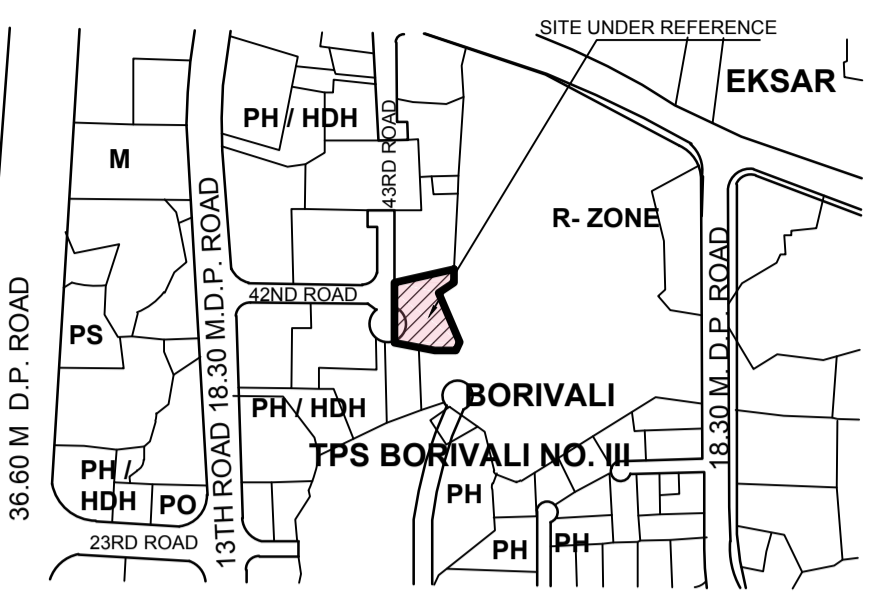 SITE UNDER REFERENCE
EKSAR
PH / HDH
M
43RD ROAD
R- ZONE
42ND ROAD
36.60 M D.P. ROAD
PS
13TH ROAD 18.30 M.D.P. ROAD
18.30 M. D.P. ROAD
BORIVALI
PH / HDH
TPS BORIVALI NO. III
PH /
HDH
PO
PH
23RD ROAD
PH
PH